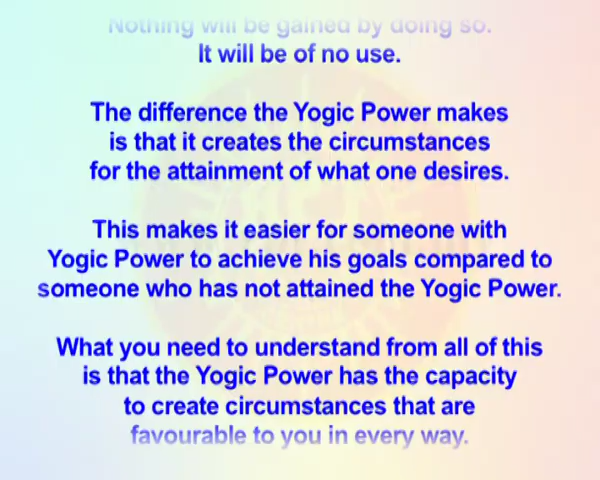 Nothing will be gained by doing so.
It will be of no use.
The difference the Yogic Power makes
is that it creates the circumstances
for the attainment of what one desires.
This makes it easier for someone with
Yogic Power to achieve his goals compared to
someone who has not attained the Yogic Power.
What you need to understand from all of this
is that the Yogic Power has the capacity
to create circumstances that are
favourable to you in every way.